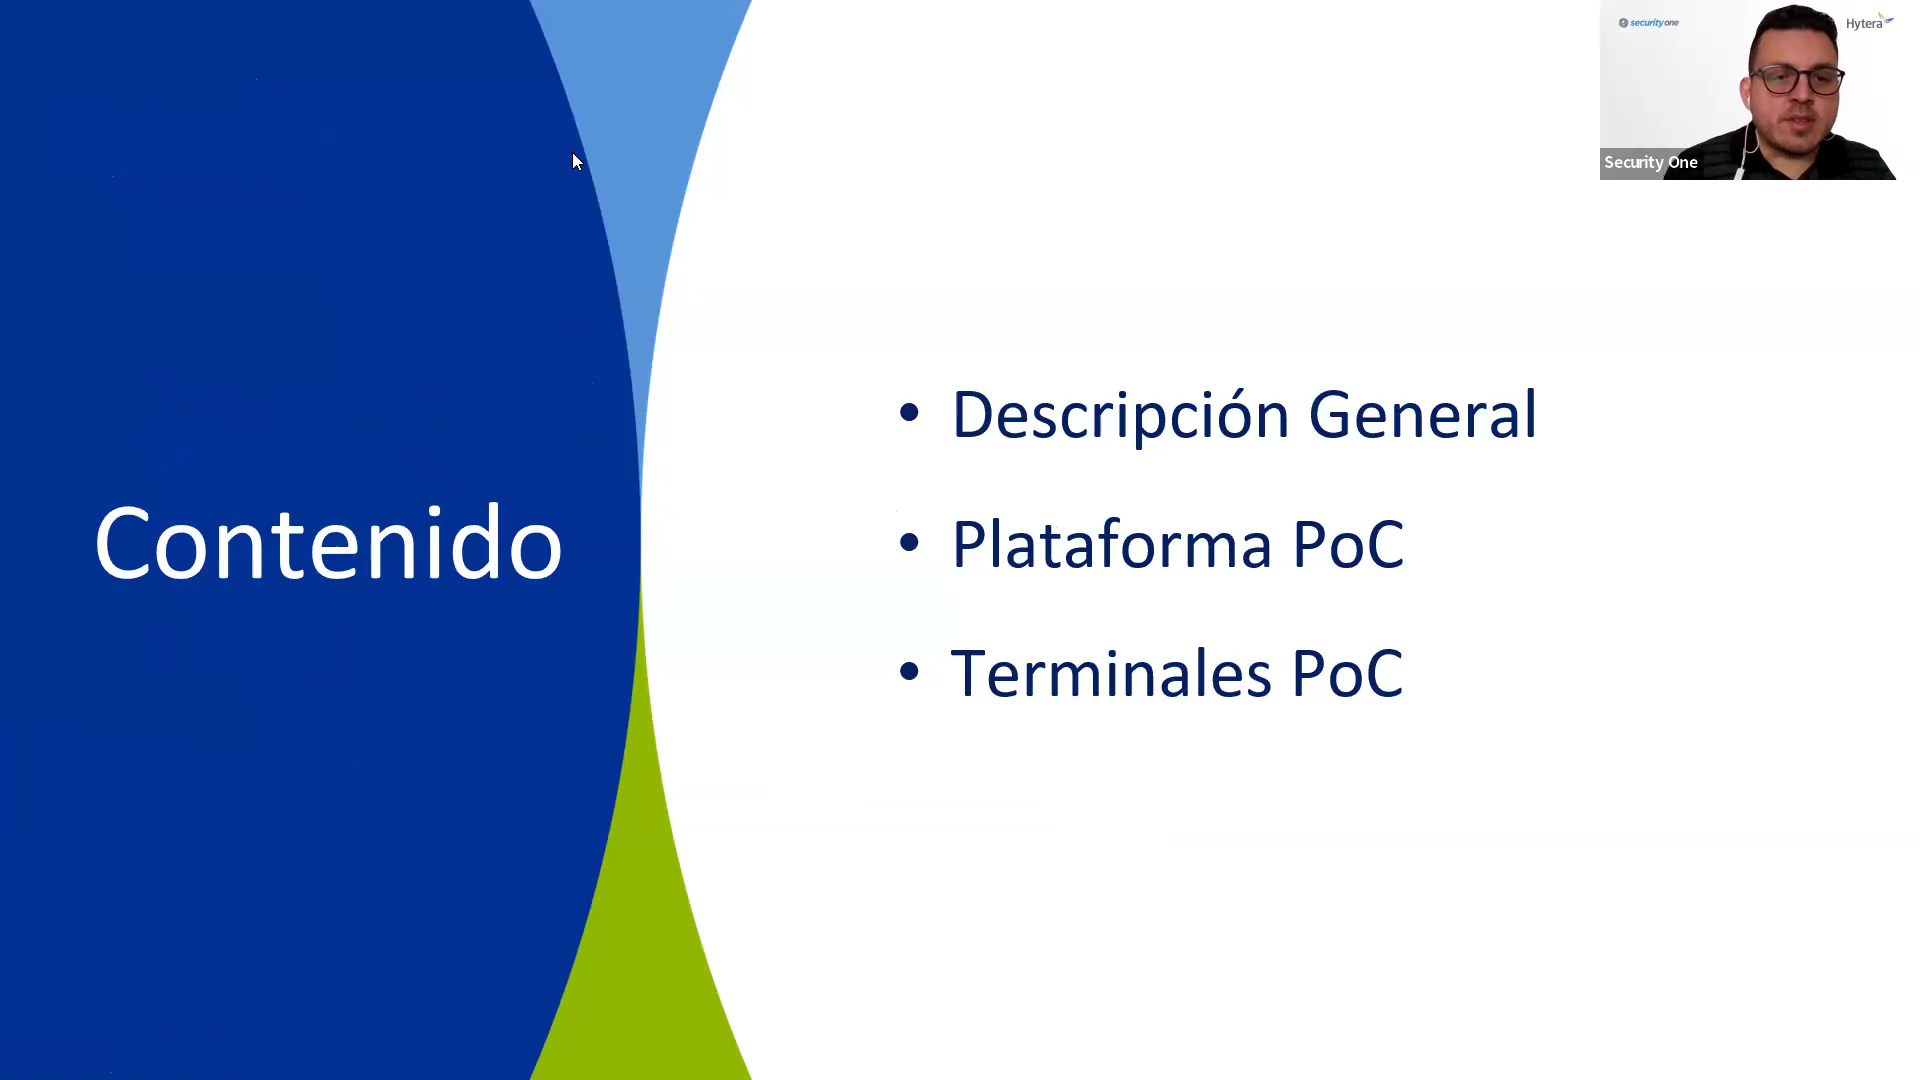 securityone
Hytera
Security One
Contenido
• Descripción General
• Plataforma PoC
• Terminales PoC